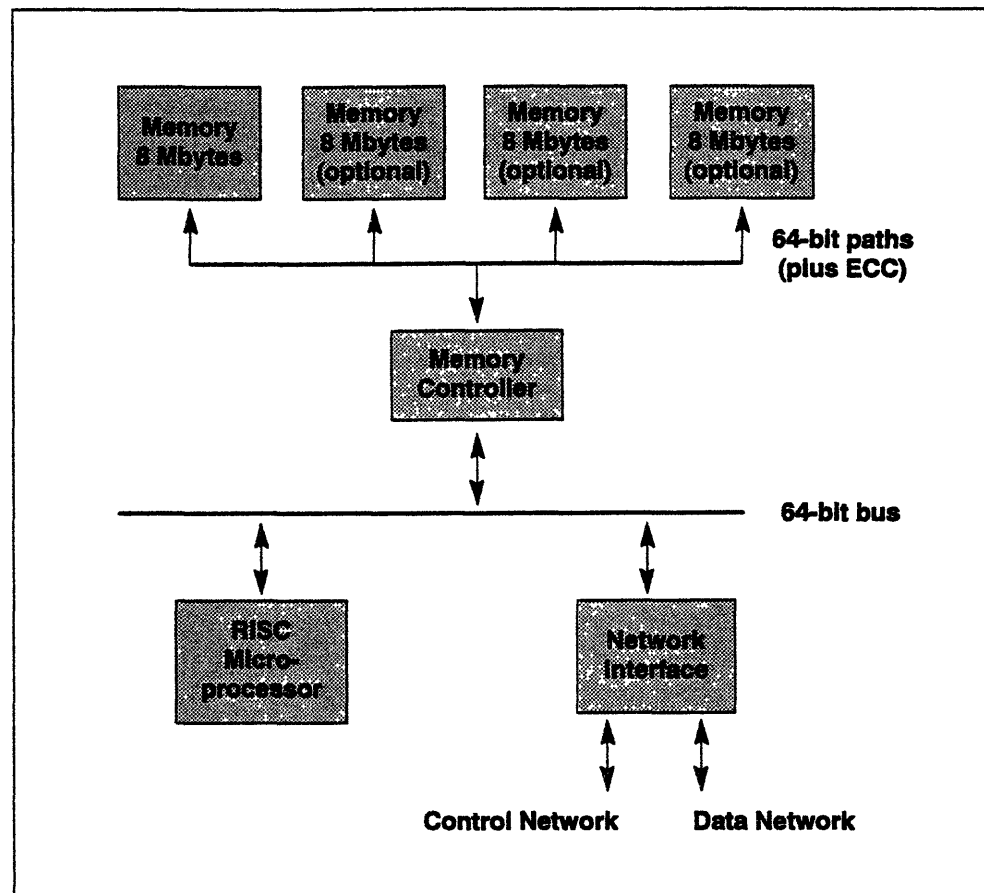 Memory
8 Mbytes
Memory
8 Mbytes
(optional)
Memory
8 Mbytes
(optional)
Memory
8 Mbytes
(optional)
64-bit paths
(plus ECC)
Memory
Controller
64-bit bus
RISC
Micro-
processor
Network
Interface
Control Network
Data Network